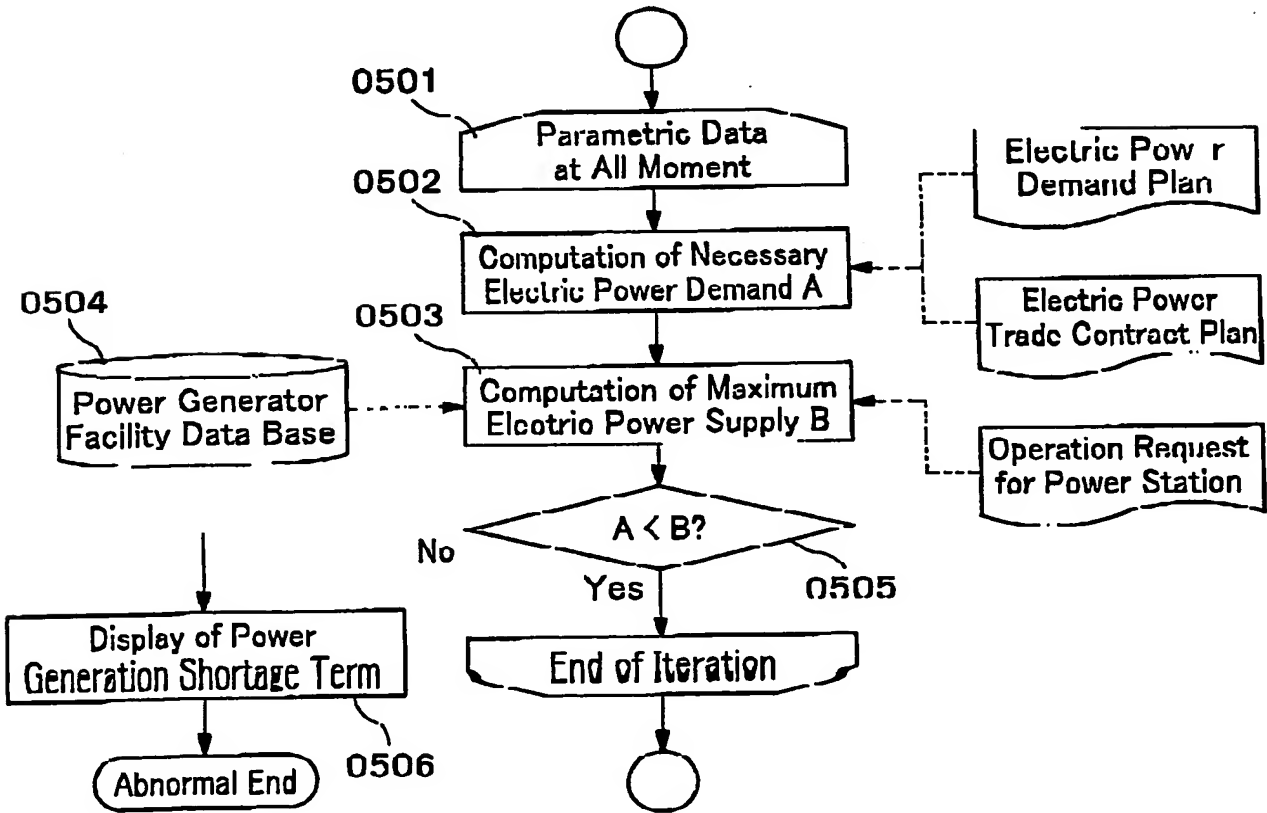 0501
Parametric Data
at All Moment
0502
Computation of Necessary
Electric Power Demand A
Electric Pow r
Demand Plan
Electric Power
Trade Contract Plan
0504
Power Generator
Facility Data Base
0503
Computation of Maximum
Electric Power Supply B
Operation Request
for Power Station
A < B?
No
Yes
0505
Display of Power
Generation Shortage Term
0506
Abnormal End
End of Iteration